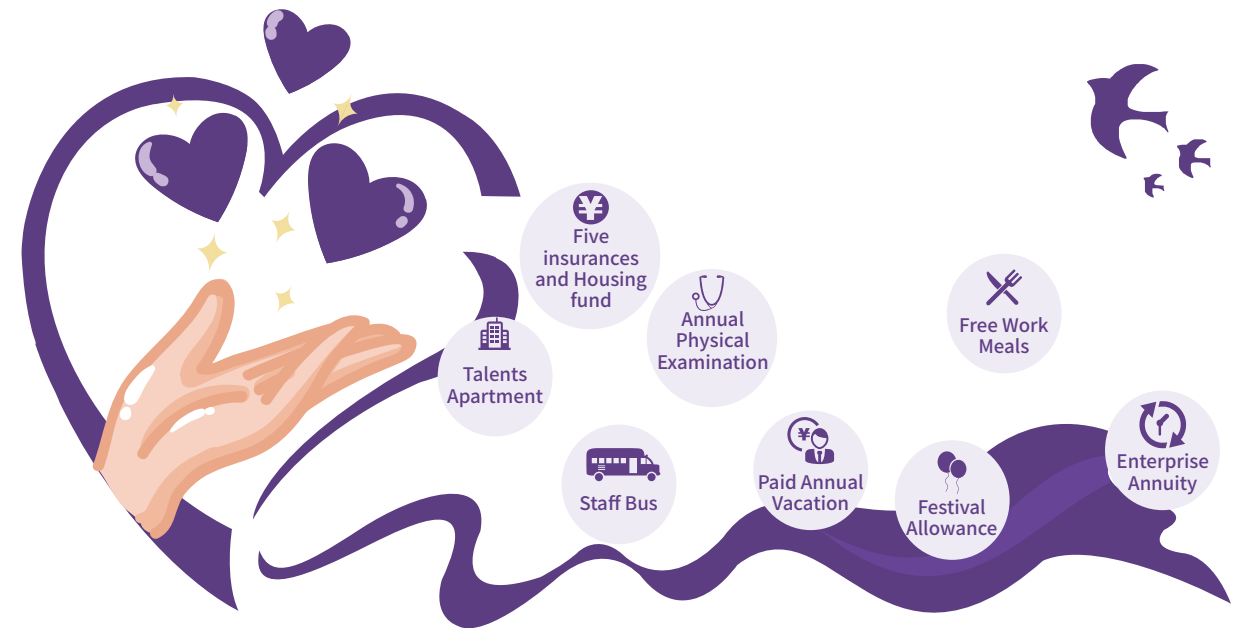 Five
insurances
and Housing
fund
Annual
Physical
Examination
Free Work
Meals
Talents
Apartment
Staff Bus
Paid Annual
Vacation
Festival
Allowance
Enterprise
Annuity